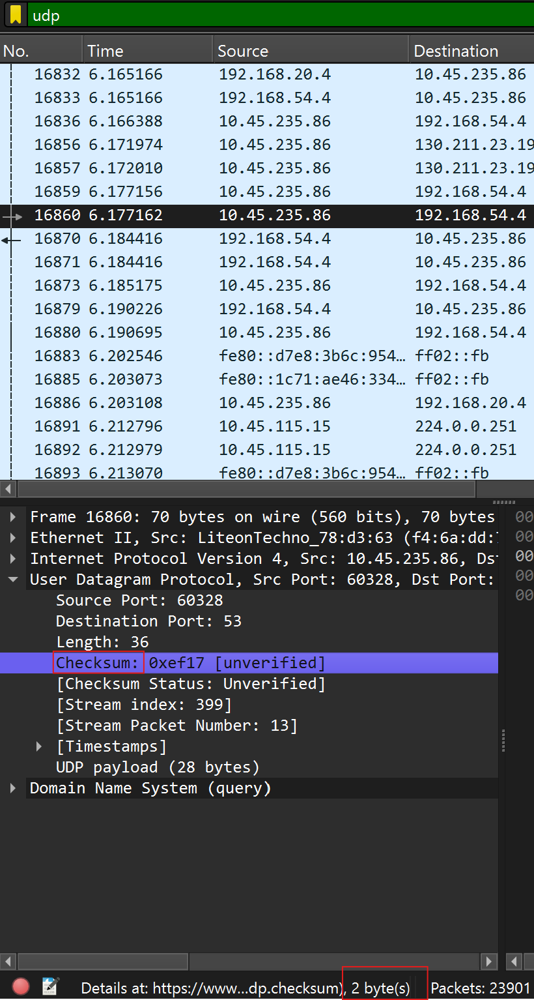 udp
No. Time Source Destination
16832 6.165166 192.168.20.4 10.45.235.86
16833 6.165166 192.168.54.4 10.45.235.86
16836 6.166388 10.45.235.86 192.168.54.4
16856 6.171974 10.45.235.86 130.211.23.19
16857 6.172010 10.45.235.86 130.211.23.19
16859 6.177156 10.45.235.86 192.168.54.4
16860 6.177162 10.45.235.86 192.168.54.4
16870 6.184416 192.168.54.4 10.45.235.86
16871 6.184416 192.168.54.4 10.45.235.86
16873 6.185175 10.45.235.86 192.168.54.4
16879 6.190226 192.168.54.4 10.45.235.86
16880 6.190695 10.45.235.86 192.168.54.4
16883 6.202546 fe80::d7e8:3b6c:954… ff02::fb
16885 6.203073 fe80::1c71:ae46:334… ff02::fb
16886 6.203108 10.45.235.86 192.168.20.4
16891 6.212796 10.45.115.15 224.0.0.251
16892 6.212979 10.45.115.15 224.0.0.251
16893 6.213070 fe80::d7e8:3b6c:954… ff02::fb
Frame 16860: 70 bytes on wire (560 bits), 70 bytes 00
Ethernet II, Src: LiteonTechno_78:d3:63 (f4:6a:dd: 00
Internet Protocol Version 4, Src: 10.45.235.86, Dst 00
User Datagram Protocol, Src Port: 60328, Dst Port: 00
Source Port: 60328 00
Destination Port: 53
Length: 36
Checksum: 0xef17 [unverified]
[Checksum Status: Unverified]
[Stream index: 399]
[Stream Packet Number: 13]
[Timestamps]
UDP payload (28 bytes)
Domain Name System (query)
Details at: https://www…dp.checksum), 2 byte(s) Packets: 23901